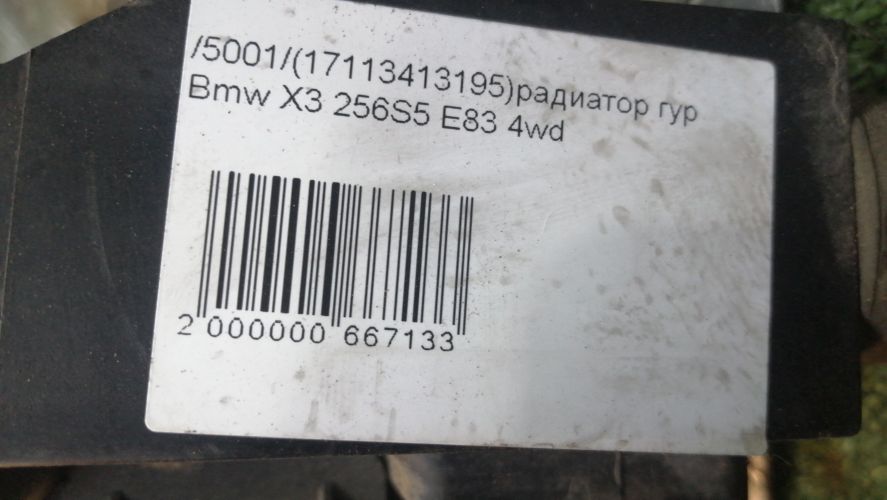 /5001/(17113413195)радиатор гур
Bmw X3 256S5 E83 4wd
2 000000 667133